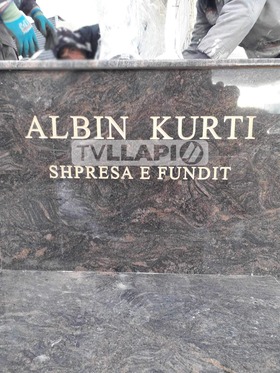 ALBIN KURTI
TVLLAPI
SHPRESA E FUNDIT